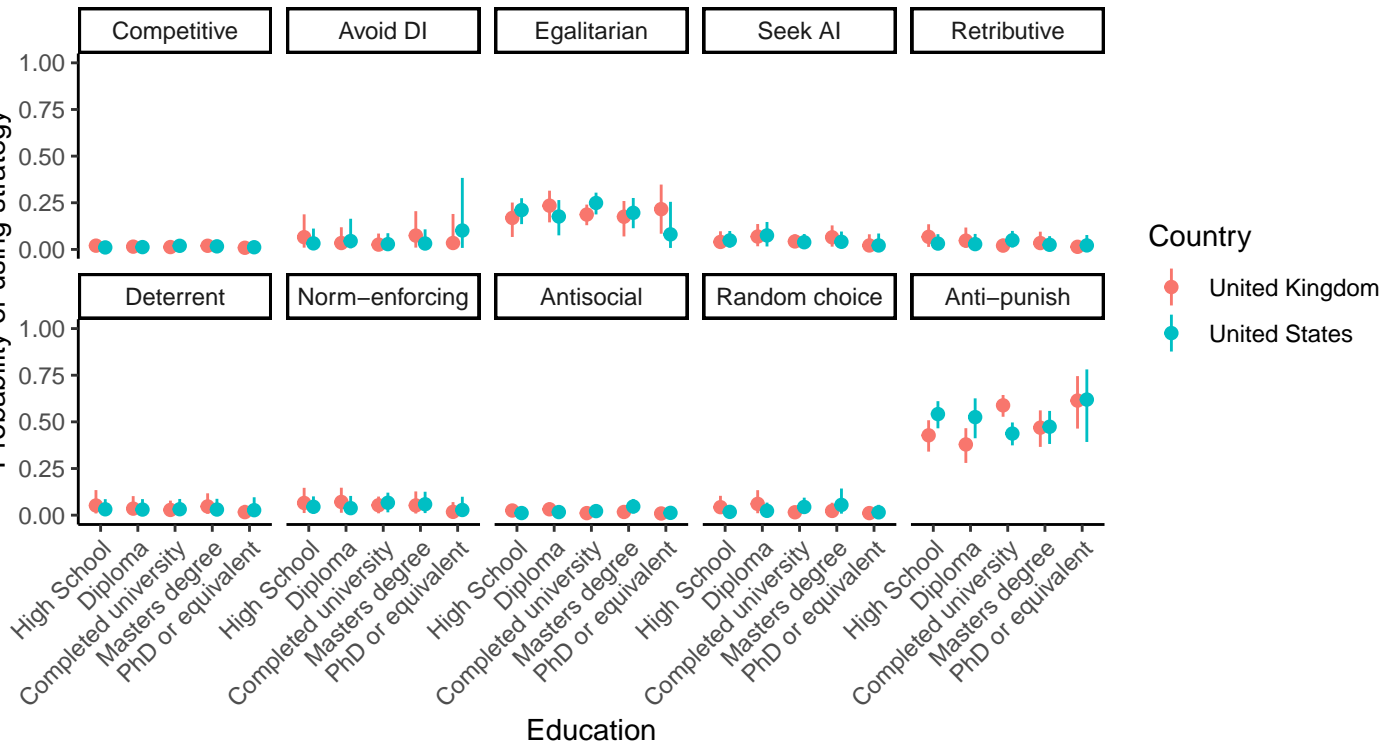 Competitive
Avoid DI
Egalitarian
Seek AI
Retributive
1.00
0.75
0.50
0.25
0.00
Deterrent
Norm−enforcing
Antisocial
Random choice
Anti−punish
1.00
0.75
0.50
0.25
0.00
High School
Diploma
Completed university
Masters degree
PhD or equivalent
High School
Diploma
Completed university
Masters degree
PhD or equivalent
High School
Diploma
Completed university
Masters degree
PhD or equivalent
High School
Diploma
Completed university
Masters degree
PhD or equivalent
High School
Diploma
Completed university
Masters degree
PhD or equivalent
Education
Probability of using strategy
Country
United Kingdom
United States